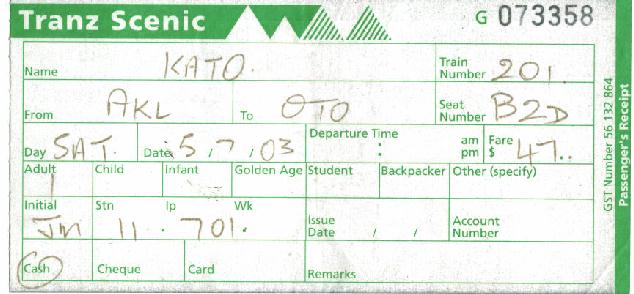 Tranz Scenic G 073358
Name KATO. Train Number 201.
From AKL To OTO Seat Number B2D
Day SAT. Date 5 / 7 / 03 Departure Time : am pm Fare $ 47..
Adult Child Infant Golden Age Student Backpacker Other (specify)
1
Initial Stn Ip Wk Issue Date / / Account Number
JM 11 . 701.
Cash Cheque Card Remarks
GST Number 56 132 864
Passenger's Receipt